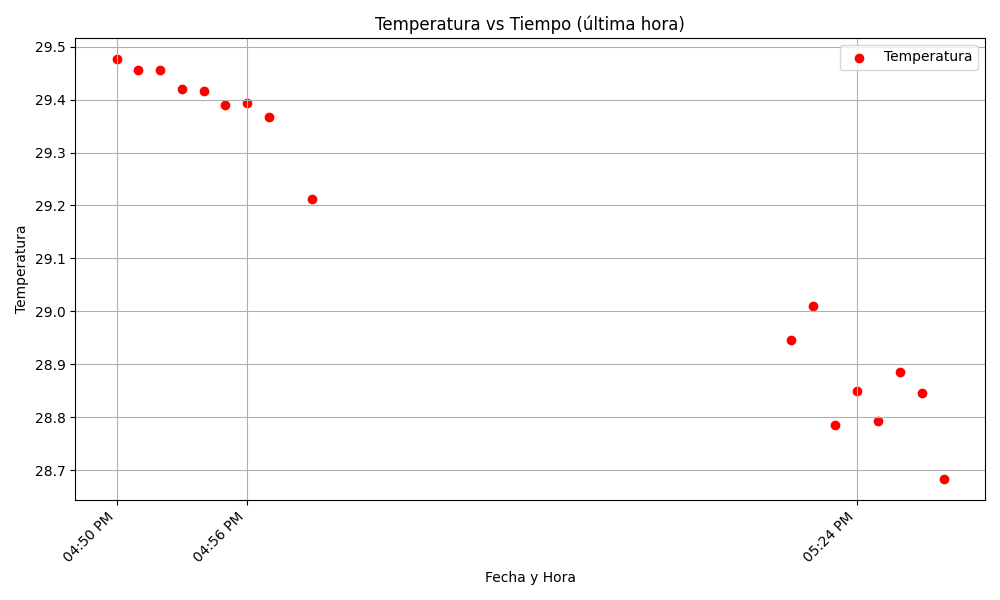 Temperatura vs Tiempo (última hora)
Temperatura
29.5
29.4
29.3
29.2
29.1
29.0
28.9
28.8
28.7
Temperatura
04:50 PM
04:56 PM
05:24 PM
Fecha y Hora